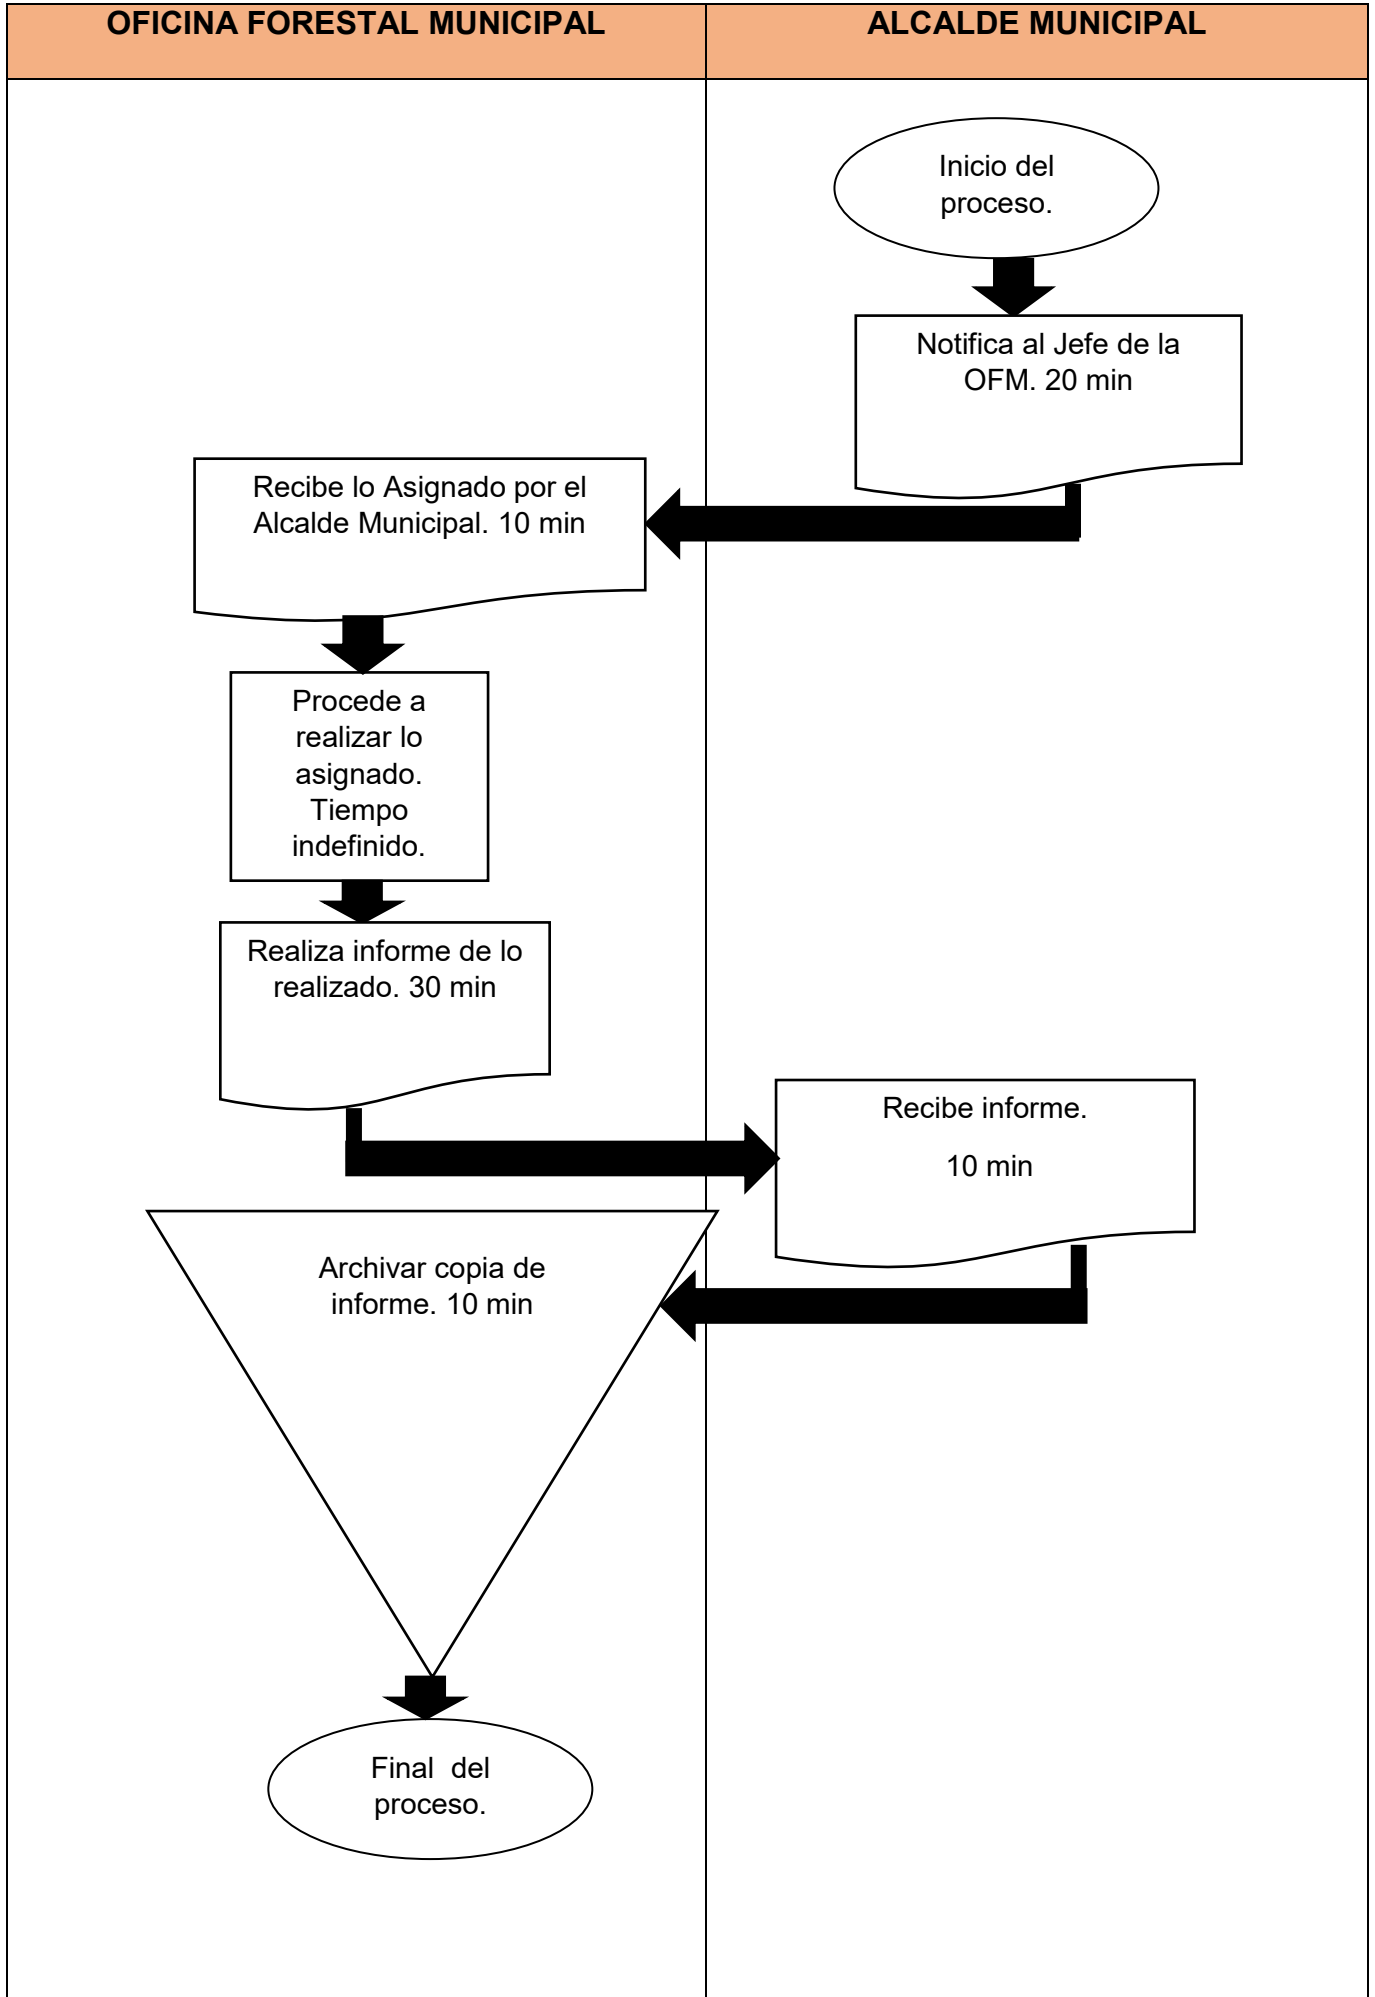 OFICINA FORESTAL MUNICIPAL
ALCALDE MUNICIPAL
Inicio del
proceso.
Notifica al Jefe de la
OFM. 20 min
Recibe lo Asignado por el
Alcalde Municipal. 10 min
Procede a
realizar lo
asignado.
Tiempo
indefinido.
Realiza informe de lo
realizado. 30 min
Recibe informe.
10 min
Archivar copia de
informe. 10 min
Final  del
proceso.